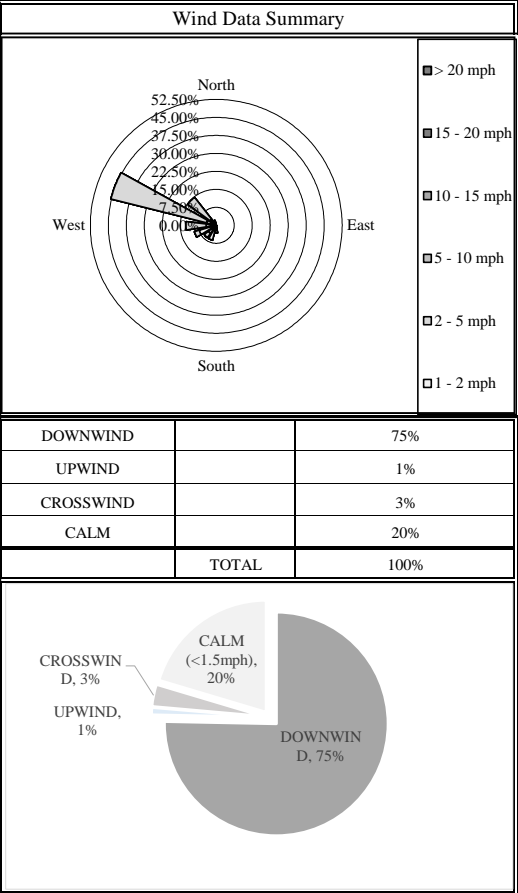 Wind Data Summary
North
52.50%
45.00%
37.50%
30.00%
22.50%
15.00%
7.50%
0.00%
West
East
South
> 20 mph
15 - 20 mph
10 - 15 mph
5 - 10 mph
2 - 5 mph
1 - 2 mph
DOWNWIND 75%
UPWIND 1%
CROSSWIND 3%
CALM 20%
TOTAL 100%
CALM
(<1.5mph),
20%
CROSSWIN
D, 3%
UPWIND,
1%
DOWNWIN
D, 75%